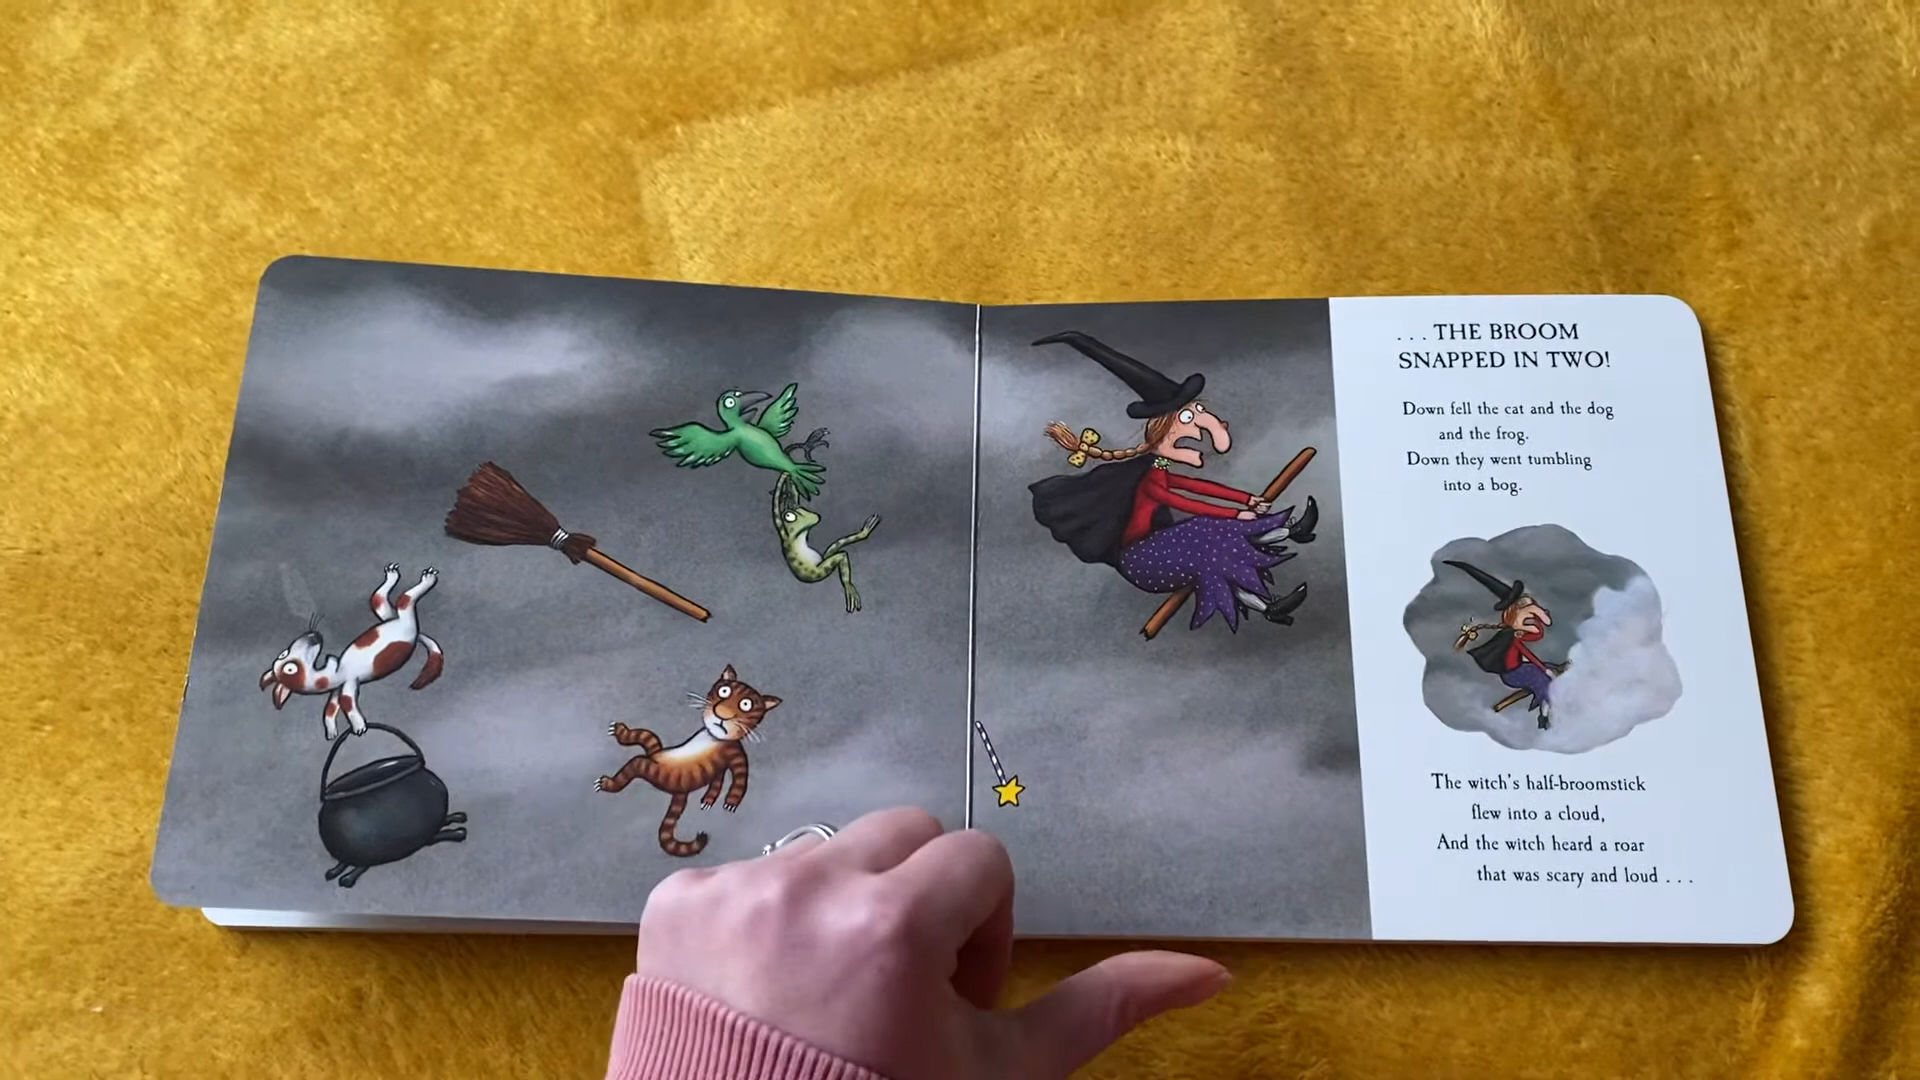 . . . THE BROOM
SNAPPED IN TWO!
Down fell the cat and the dog
and the frog.
Down they went tumbling
into a bog.
The witch's half-broomstick
flew into a cloud,
And the witch heard a roar
that was scary and loud . . .